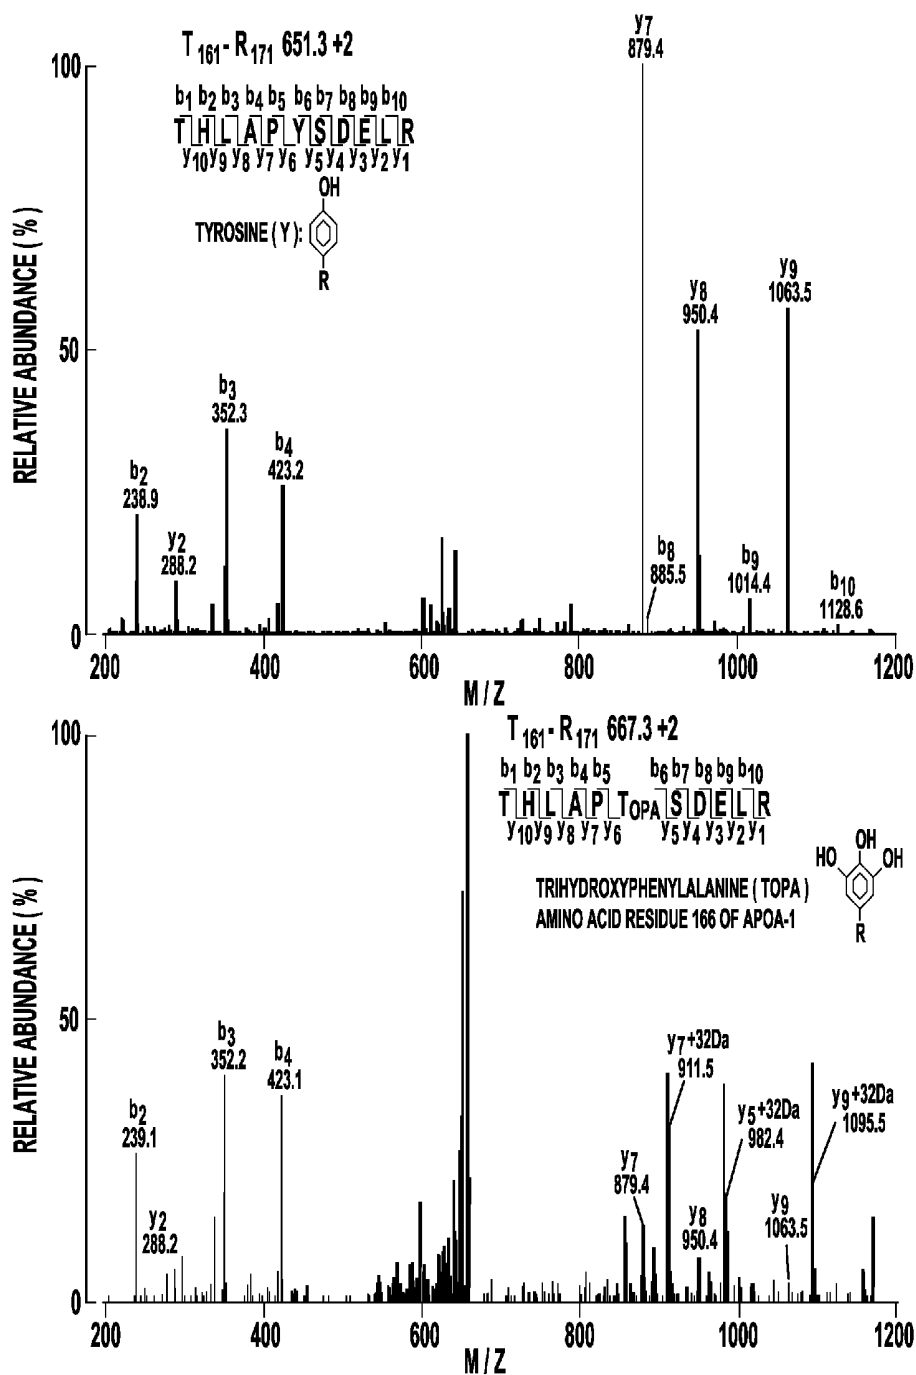 T161 - R171 651.3 +2
b1 b2 b3 b4 b5 b6 b7 b8 b9 b10
T H L A P Y S D E L R
y10 y9 y8 y7 y6 y5 y4 y3 y2 y1
OH
TYROSINE ( Y ):
R
RELATIVE ABUNDANCE ( % )
100
50
0
y7
879.4
y9
1063.5
y8
950.4
b3
352.3
b4
423.2
b2
238.9
y2
288.2
b8
885.5
b9
1014.4
b10
1128.6
200 400 600 800 1000 1200
M / Z
T161 - R171 667.3 +2
b1 b2 b3 b4 b5 b6 b7 b8 b9 b10
T H L A P TOPA S D E L R
y10 y9 y8 y7 y6 y5 y4 y3 y2 y1
HO OH OH
TRIHYDROXYPHENYLALANINE ( TOPA )
AMINO ACID RESIDUE 166 OF APOA-1
R
RELATIVE ABUNDANCE ( % )
100
50
0
b3
352.2
b4
423.1
b2
239.1
y2
288.2
y7+32Da
911.5
y5+32Da
982.4
y9+32Da
1095.5
y7
879.4
y8
950.4
y9
1063.5
200 400 600 800 1000 1200
M / Z